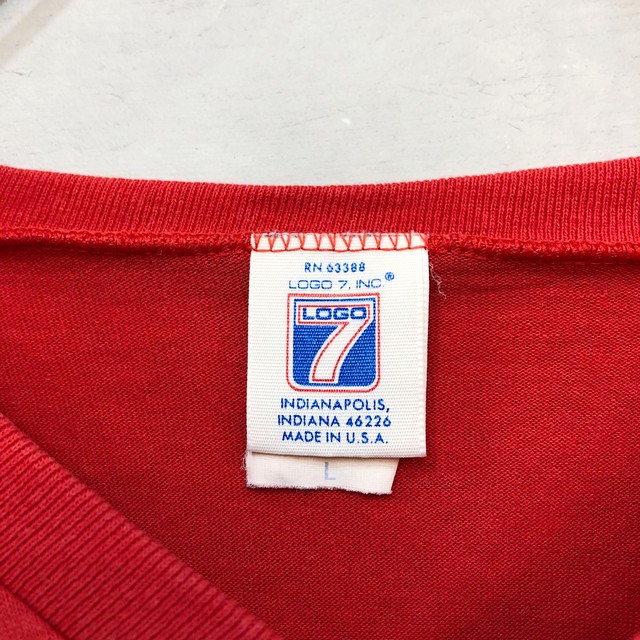 RN 63388
LOGO 7, INC.®
LOGO
7
INDIANAPOLIS,
INDIANA 46226
MADE IN U.S.A.
L